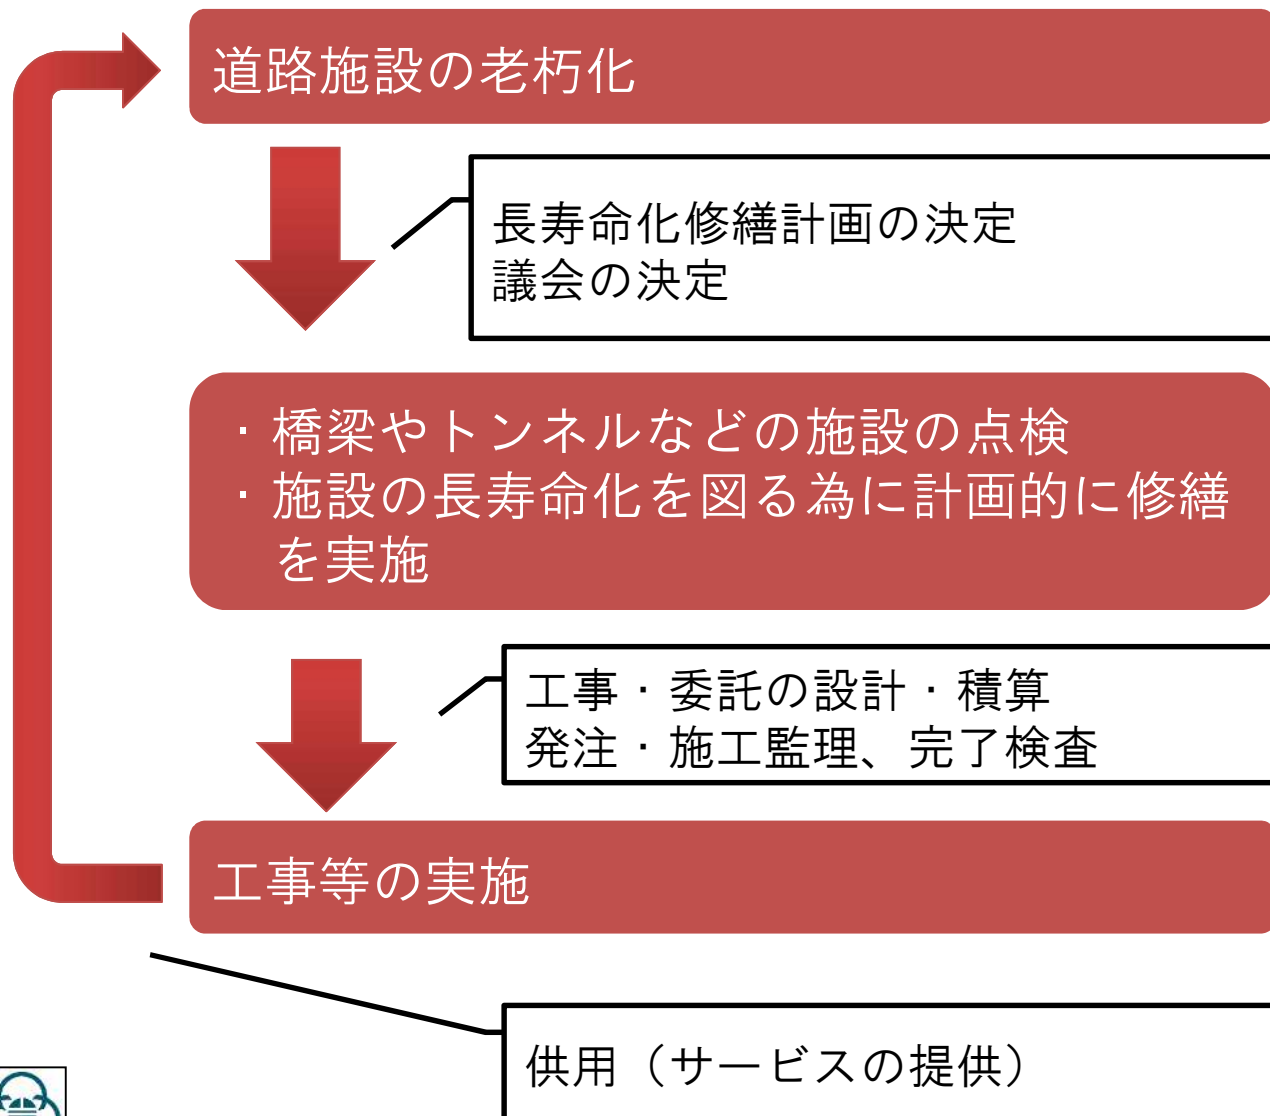 道路施設の老朽化
長寿命化修繕計画の決定
議会の決定
・橋梁やトンネルなどの施設の点検
・施設の長寿命化を図る為に計画的に修繕
を実施
工事・委託の設計・積算
発注・施工監理、完了検査
工事等の実施
供用（サービスの提供）